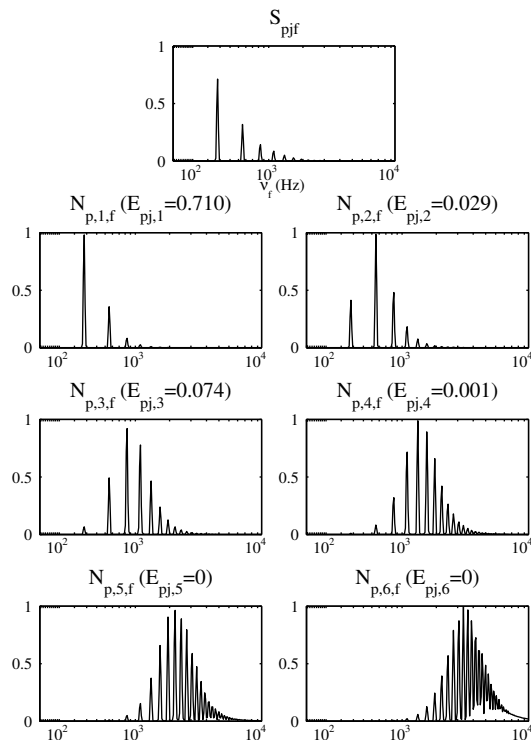 S_pjf
1
0.5
0
10^2 10^3 10^4
ν_f (Hz)
N_p,1,f (E_pj,1=0.710) N_p,2,f (E_pj,2=0.029)
1 1
0.5 0.5
0 0
10^2 10^3 10^4 10^2 10^3 10^4
N_p,3,f (E_pj,3=0.074) N_p,4,f (E_pj,4=0.001)
1 1
0.5 0.5
0 0
10^2 10^3 10^4 10^2 10^3 10^4
N_p,5,f (E_pj,5=0) N_p,6,f (E_pj,6=0)
1 1
0.5 0.5
0 0
10^2 10^3 10^4 10^2 10^3 10^4